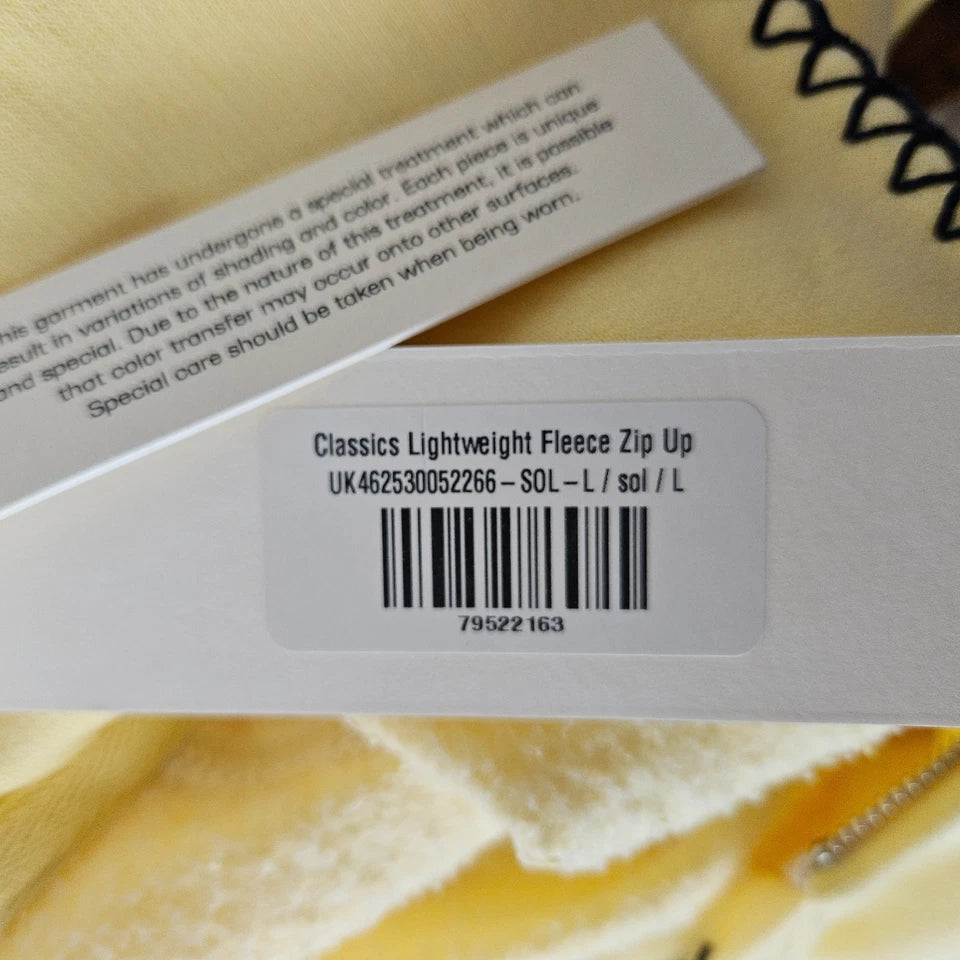 his garment has undergone a special treatment which can
esult in variations of shading and color. Each piece is unique
and special. Due to the nature of this treatment, it is possible
that color transfer may occur onto other surfaces.
Special care should be taken when being worn.
Classics Lightweight Fleece Zip Up
UK462530052266-SOL-L / sol / L
79522163